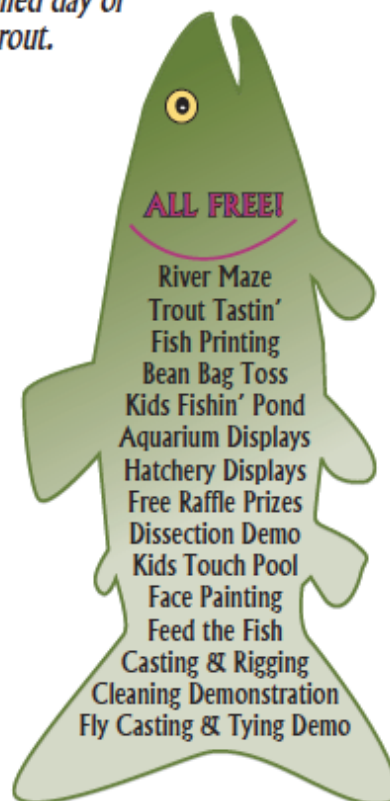 day of
rout.
ALL FREE!
River Maze
Trout Tastin’
Fish Printing
Bean Bag Toss
Kids Fishin’ Pond
Aquarium Displays
Hatchery Displays
Free Raffle Prizes
Dissection Demo
Kids Touch Pool
Face Painting
Feed the Fish
Casting & Rigging
Cleaning Demonstration
Fly Casting & Tying Demo